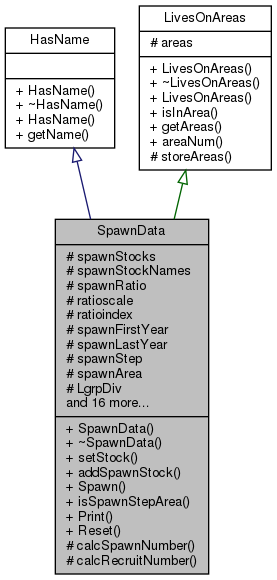 HasName
+ HasName()
+ ~HasName()
+ HasName()
+ getName()
LivesOnAreas
# areas
+ LivesOnAreas()
+ ~LivesOnAreas()
+ LivesOnAreas()
+ isInArea()
+ getAreas()
+ areaNum()
# storeAreas()
SpawnData
# spawnStocks
# spawnStockNames
# spawnRatio
# ratioscale
# ratioindex
# spawnFirstYear
# spawnLastYear
# spawnStep
# spawnArea
# LgrpDiv
and 16 more...
+ SpawnData()
+ ~SpawnData()
+ setStock()
+ addSpawnStock()
+ Spawn()
+ isSpawnStepArea()
+ Print()
+ Reset()
# calcSpawnNumber()
# calcRecruitNumber()